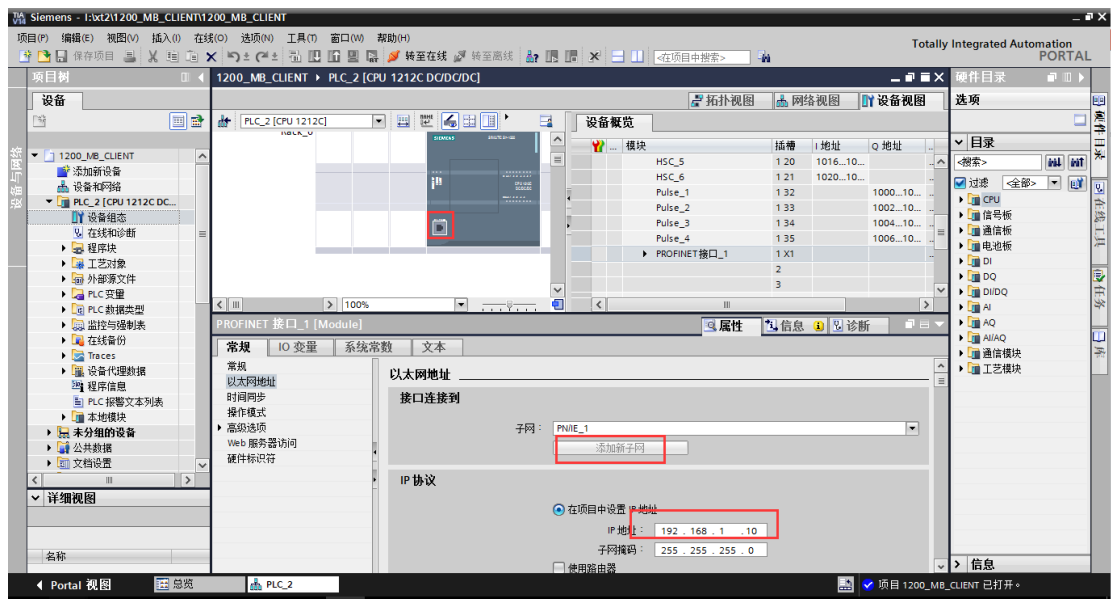 Siemens - I:\xt2\1200_MB_CLIENT\1200_MB_CLIENT
项目(P) 编辑(E) 视图(V) 插入(I) 在线(O) 选项(N) 工具(T) 窗口(W) 帮助(H)
Totally Integrated Automation
PORTAL
保存项目 转至在线 转至离线 <在项目中搜索>
项目树
1200_MB_CLIENT PLC_2 [CPU 1212C DC/DC/DC]
硬件目录
设备
拓扑视图 网络视图 设备视图
选项
PLC_2 [CPU 1212C]
设备概览
Rack_0
SIEMENS
模块 插槽 I 地址 Q 地址 ...
HSC_5 1 20 1016...10...
HSC_6 1 21 1020...10...
Pulse_1 1 32 1000...10...
Pulse_2 1 33 1002...10...
Pulse_3 1 34 1004...10...
Pulse_4 1 35 1006...10...
PROFINET接口_1 1 X1
2
3
100%
1200_MB_CLIENT
添加新设备
设备和网络
PLC_2 [CPU 1212C DC...
设备组态
在线和诊断
程序块
工艺对象
外部源文件
PLC 变量
PLC 数据类型
监控与强制表
在线备份
Traces
设备代理数据
程序信息
PLC 报警文本列表
本地模块
未分组的设备
公共数据
文档设置
详细视图
名称
设备与网络
PROFINET 接口_1 [Module]
属性 信息 诊断
常规 IO 变量 系统常数 文本
常规
以太网地址
时间同步
操作模式
高级选项
Web 服务器访问
硬件标识符
以太网地址
接口连接到
子网： PN/IE_1
添加新子网
IP 协议
在项目中设置 IP 地址
IP 地址： 192 . 168 . 1 . 10
子网掩码： 255 . 255 . 255 . 0
使用路由器
目录
<搜索>
过滤 <全部>
CPU
信号板
通信板
电池板
DI
DQ
DI/DQ
AI
AQ
AI/AQ
通信模块
工艺模块
信息
硬件目录
在线工具
任务
库
Portal 视图 总览 PLC_2
项目 1200_MB_CLIENT 已打开。